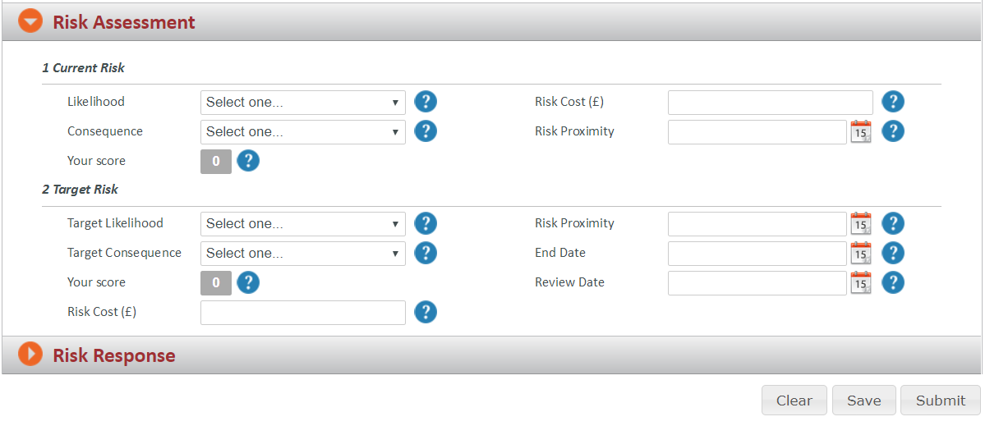 Risk Assessment
1 Current Risk
Likelihood Select one... ? Risk Cost (£) ?
Consequence Select one... ? Risk Proximity 15 ?
Your score 0 ?
2 Target Risk
Target Likelihood Select one... ? Risk Proximity 15 ?
Target Consequence Select one... ? End Date 15 ?
Your score 0 ? Review Date 15 ?
Risk Cost (£) ?
Risk Response
Clear Save Submit